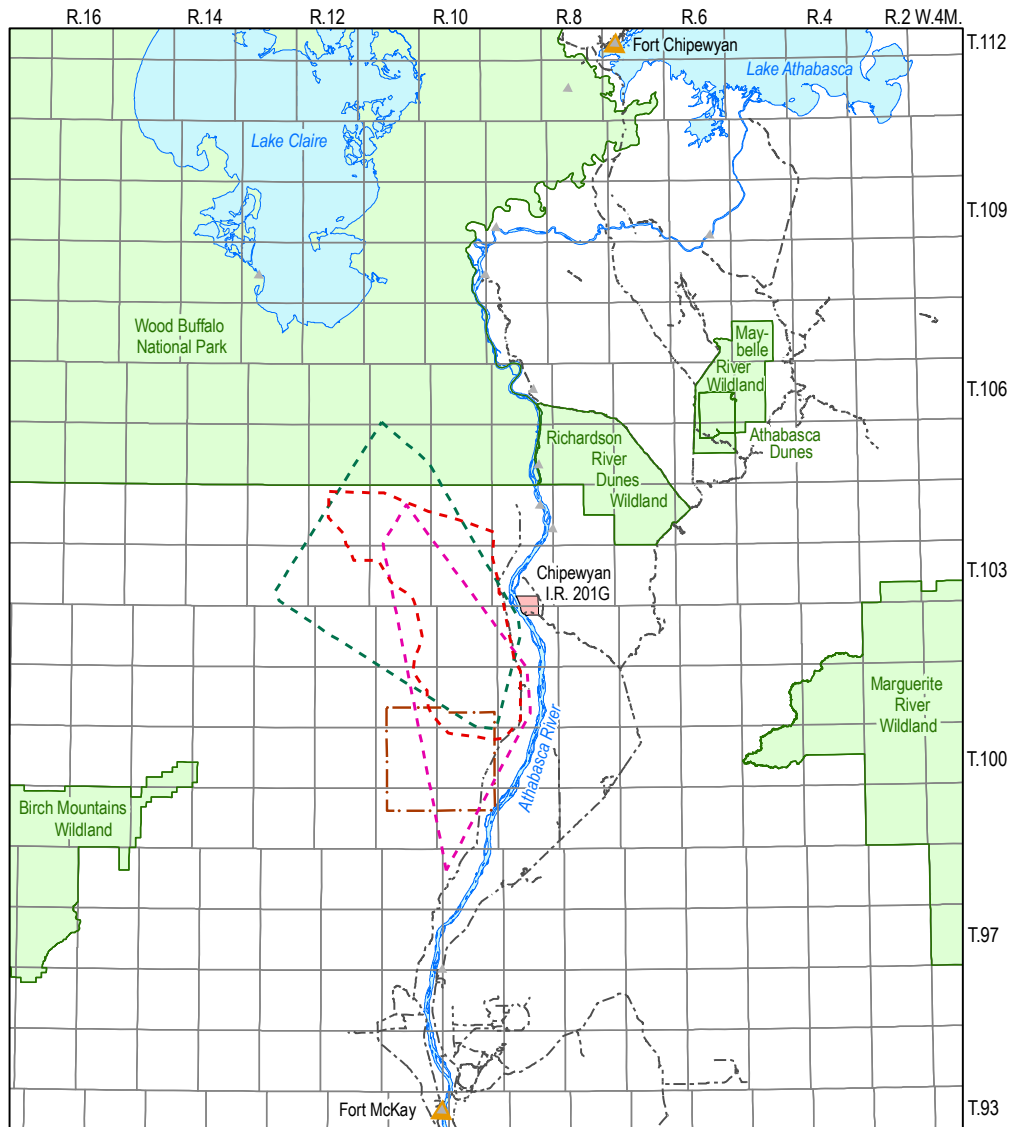 R.16 R.14 R.12 R.10 R.8 R.6 R.4 R.2 W.4M.
T.112
Fort Chipewyan
Lake Athabasca
Lake Claire
T.109
Wood Buffalo
National Park
May-
belle
River
Wildland
T.106
Athabasca
Dunes
Richardson
River
Dunes
Wildland
T.103
Chipewyan
I.R. 201G
Marguerite
River
Wildland
T.100
Athabasca River
Birch Mountains
Wildland
T.97
Fort McKay
T.93